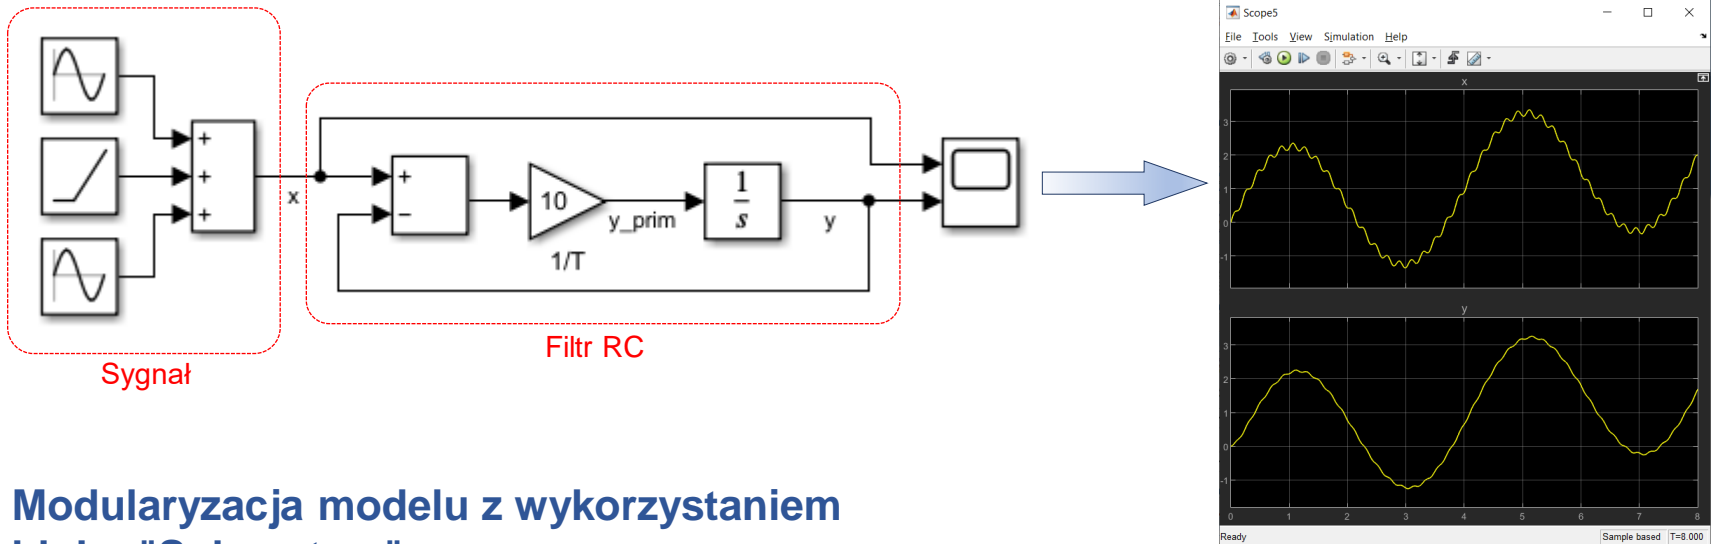 Sygnał
+
+
+
x
+
−
10
1/T
y_prim
1
s
y
Filtr RC
Scope5
File Tools View Simulation Help
x
3
2
1
0
-1
y
3
2
1
0
-1
0 1 2 3 4 5 6 7 8
Ready Sample based T=8.000
Modularyzacja modelu z wykorzystaniem